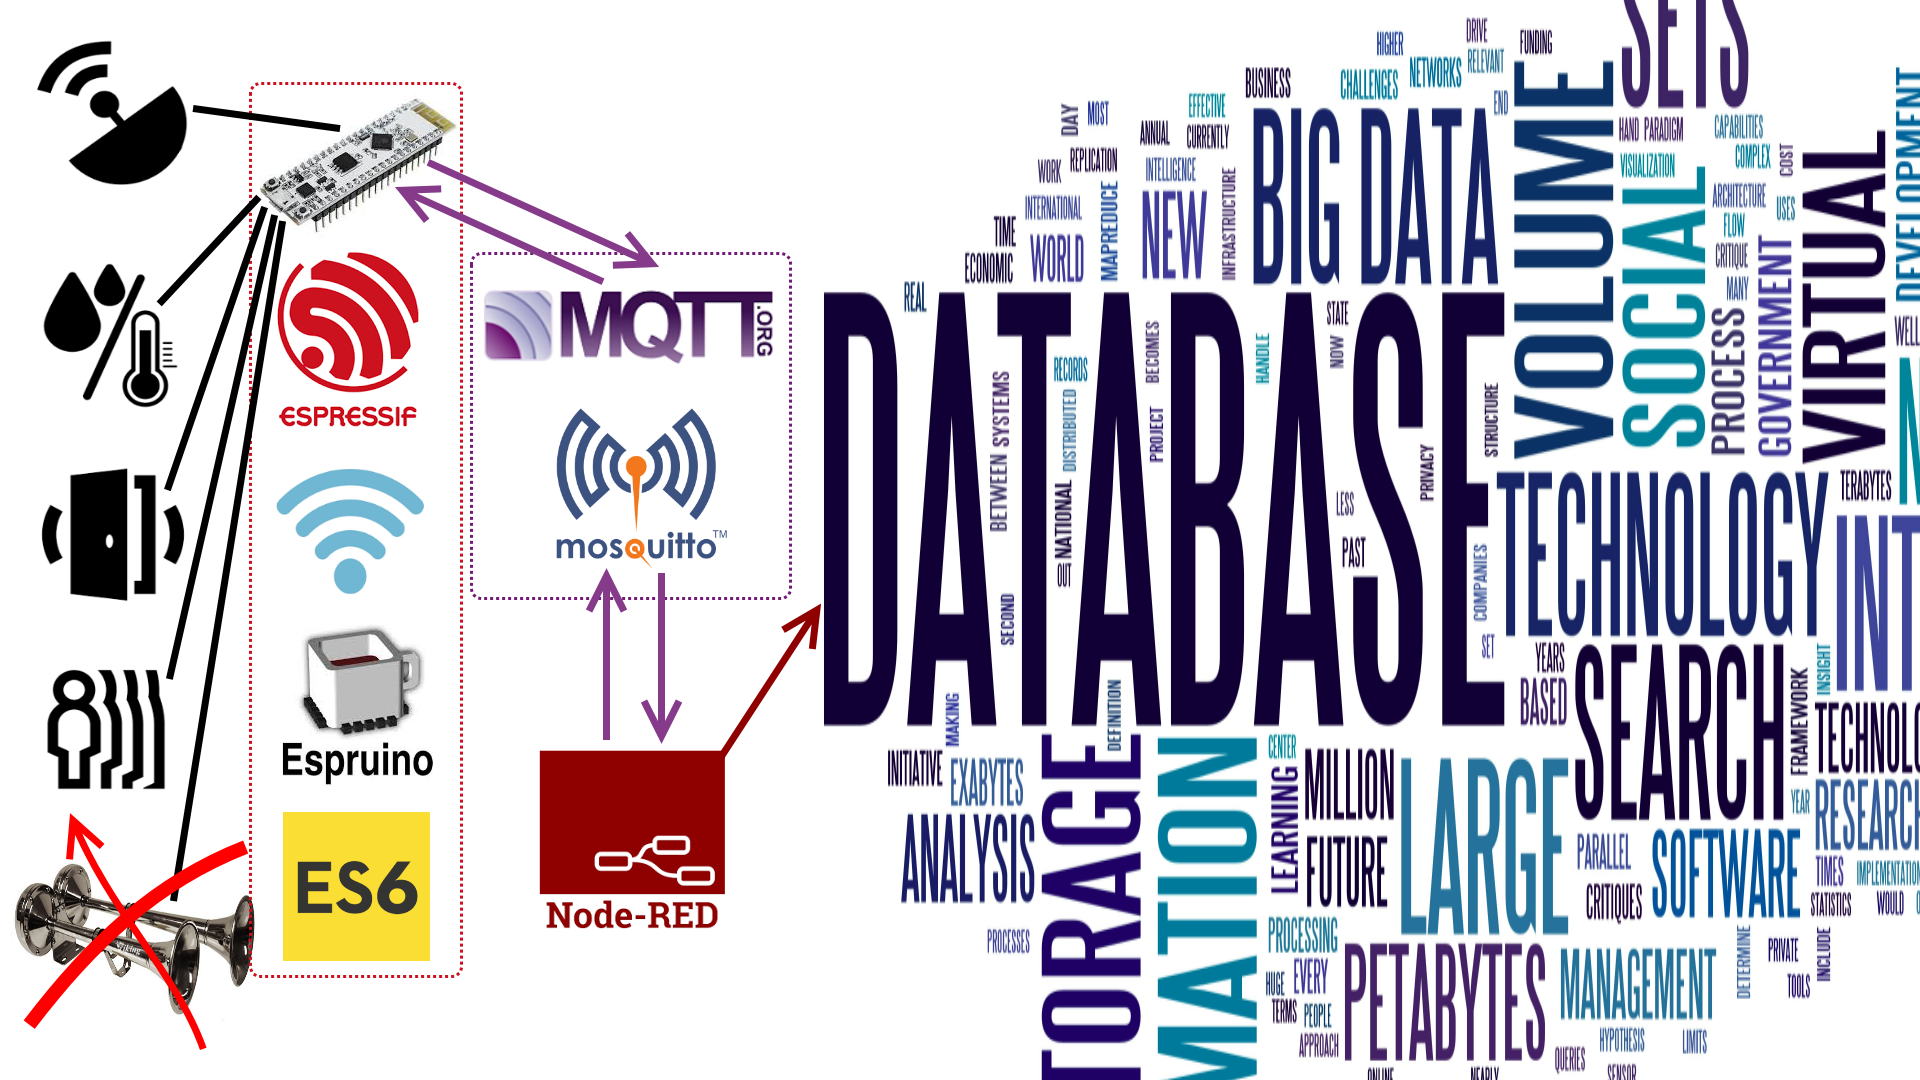 ESPRESSIF
Espruino
ES6
MQTT
.ORG
mosquitto™
Node-RED
HIGHER
DRIVE
RELEVANT
FUNDING
SETS
BUSINESS
CHALLENGES
NETWORKS
END
VOLUME
HAND
PARADIGM
CAPABILITIES
COMPLEX
COST
VISUALIZATION
SOCIAL
ARCHITECTURE
USES
FLOW
CRITIQUE
MANY
PROCESS
GOVERNMENT
VIRTUAL
DEVELOPMENT
WELL
DAY
MOST
EFFECTIVE
ANNUAL
CURRENTLY
WORK
REPLICATION
INTELLIGENCE
INTERNATIONAL
MAPREDUCE
NEW
INFRASTRUCTURE
BIG DATA
TIME
ECONOMIC
WORLD
REAL
DATABASE
BETWEEN SYSTEMS
RECORDS
DISTRIBUTED
BECOMES
PROJECT
HANDLE
STATE
NOW
STRUCTURE
PRIVACY
LESS
PAST
NATIONAL
OUT
SECOND
COMPANIES
SET
TECHNOLOGY
TERABYTES
INT
YEARS
BASED
SEARCH
FRAMEWORK
INSIGHT
TECHNOLO
YEAR
RESEARCH
MAKING
DEFINITION
INITIATIVE
EXABYTES
ANALYSIS
PROCESSES
TORAGE
MATION
CENTER
LEARNING
MILLION
FUTURE
LARGE
PARALLEL
CRITIQUES
SOFTWARE
TIMES
IMPLEMENTATION
STATISTICS
WOULD
PROCESSING
HUGE
EVERY
TERMS
PEOPLE
APPROACH
PETABYTES
MANAGEMENT
DETERMINE
PRIVATE
TOOLS
INCLUDE
HYPOTHESIS
LIMITS
QUERIES
SENSOR
ONLINE
NEARLY